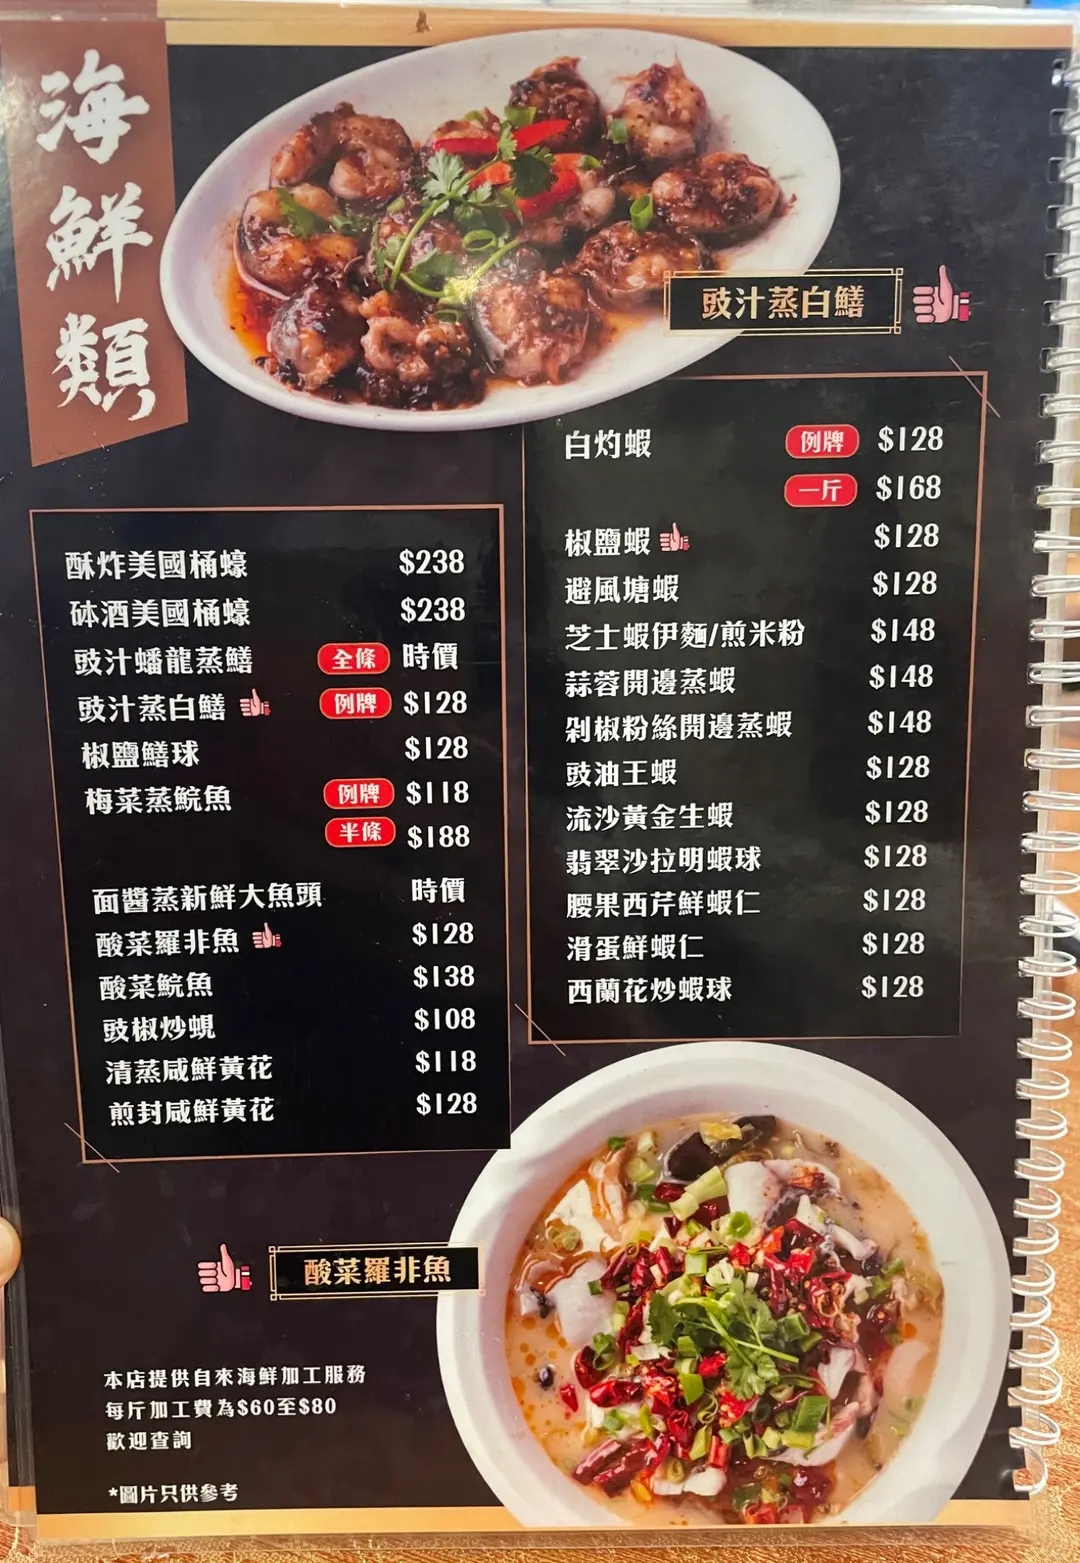 海鮮類
豉汁蒸白鱔
白灼蝦 例牌 $128
一斤 $168
椒鹽蝦 $128
避風塘蝦 $128
芝士蝦伊麵/煎米粉 $148
蒜蓉開邊蒸蝦 $148
剁椒粉絲開邊蒸蝦 $148
豉油王蝦 $128
流沙黃金生蝦 $128
翡翠沙拉明蝦球 $128
腰果西芹鮮蝦仁 $128
滑蛋鮮蝦仁 $128
西蘭花炒蝦球 $128
酥炸美國桶蠔 $238
砵酒美國桶蠔 $238
豉汁蟠龍蒸鱔 全條 時價
豉汁蒸白鱔 例牌 $128
椒鹽鱔球 $128
梅菜蒸鯇魚 例牌 $118
半條 $188
面醬蒸新鮮大魚頭 時價
酸菜羅非魚 $128
酸菜鯇魚 $138
豉椒炒蜆 $108
清蒸咸鮮黃花 $118
煎封咸鮮黃花 $128
酸菜羅非魚
本店提供自來海鮮加工服務
每斤加工費為$60至$80
歡迎查詢
*圖片只供參考